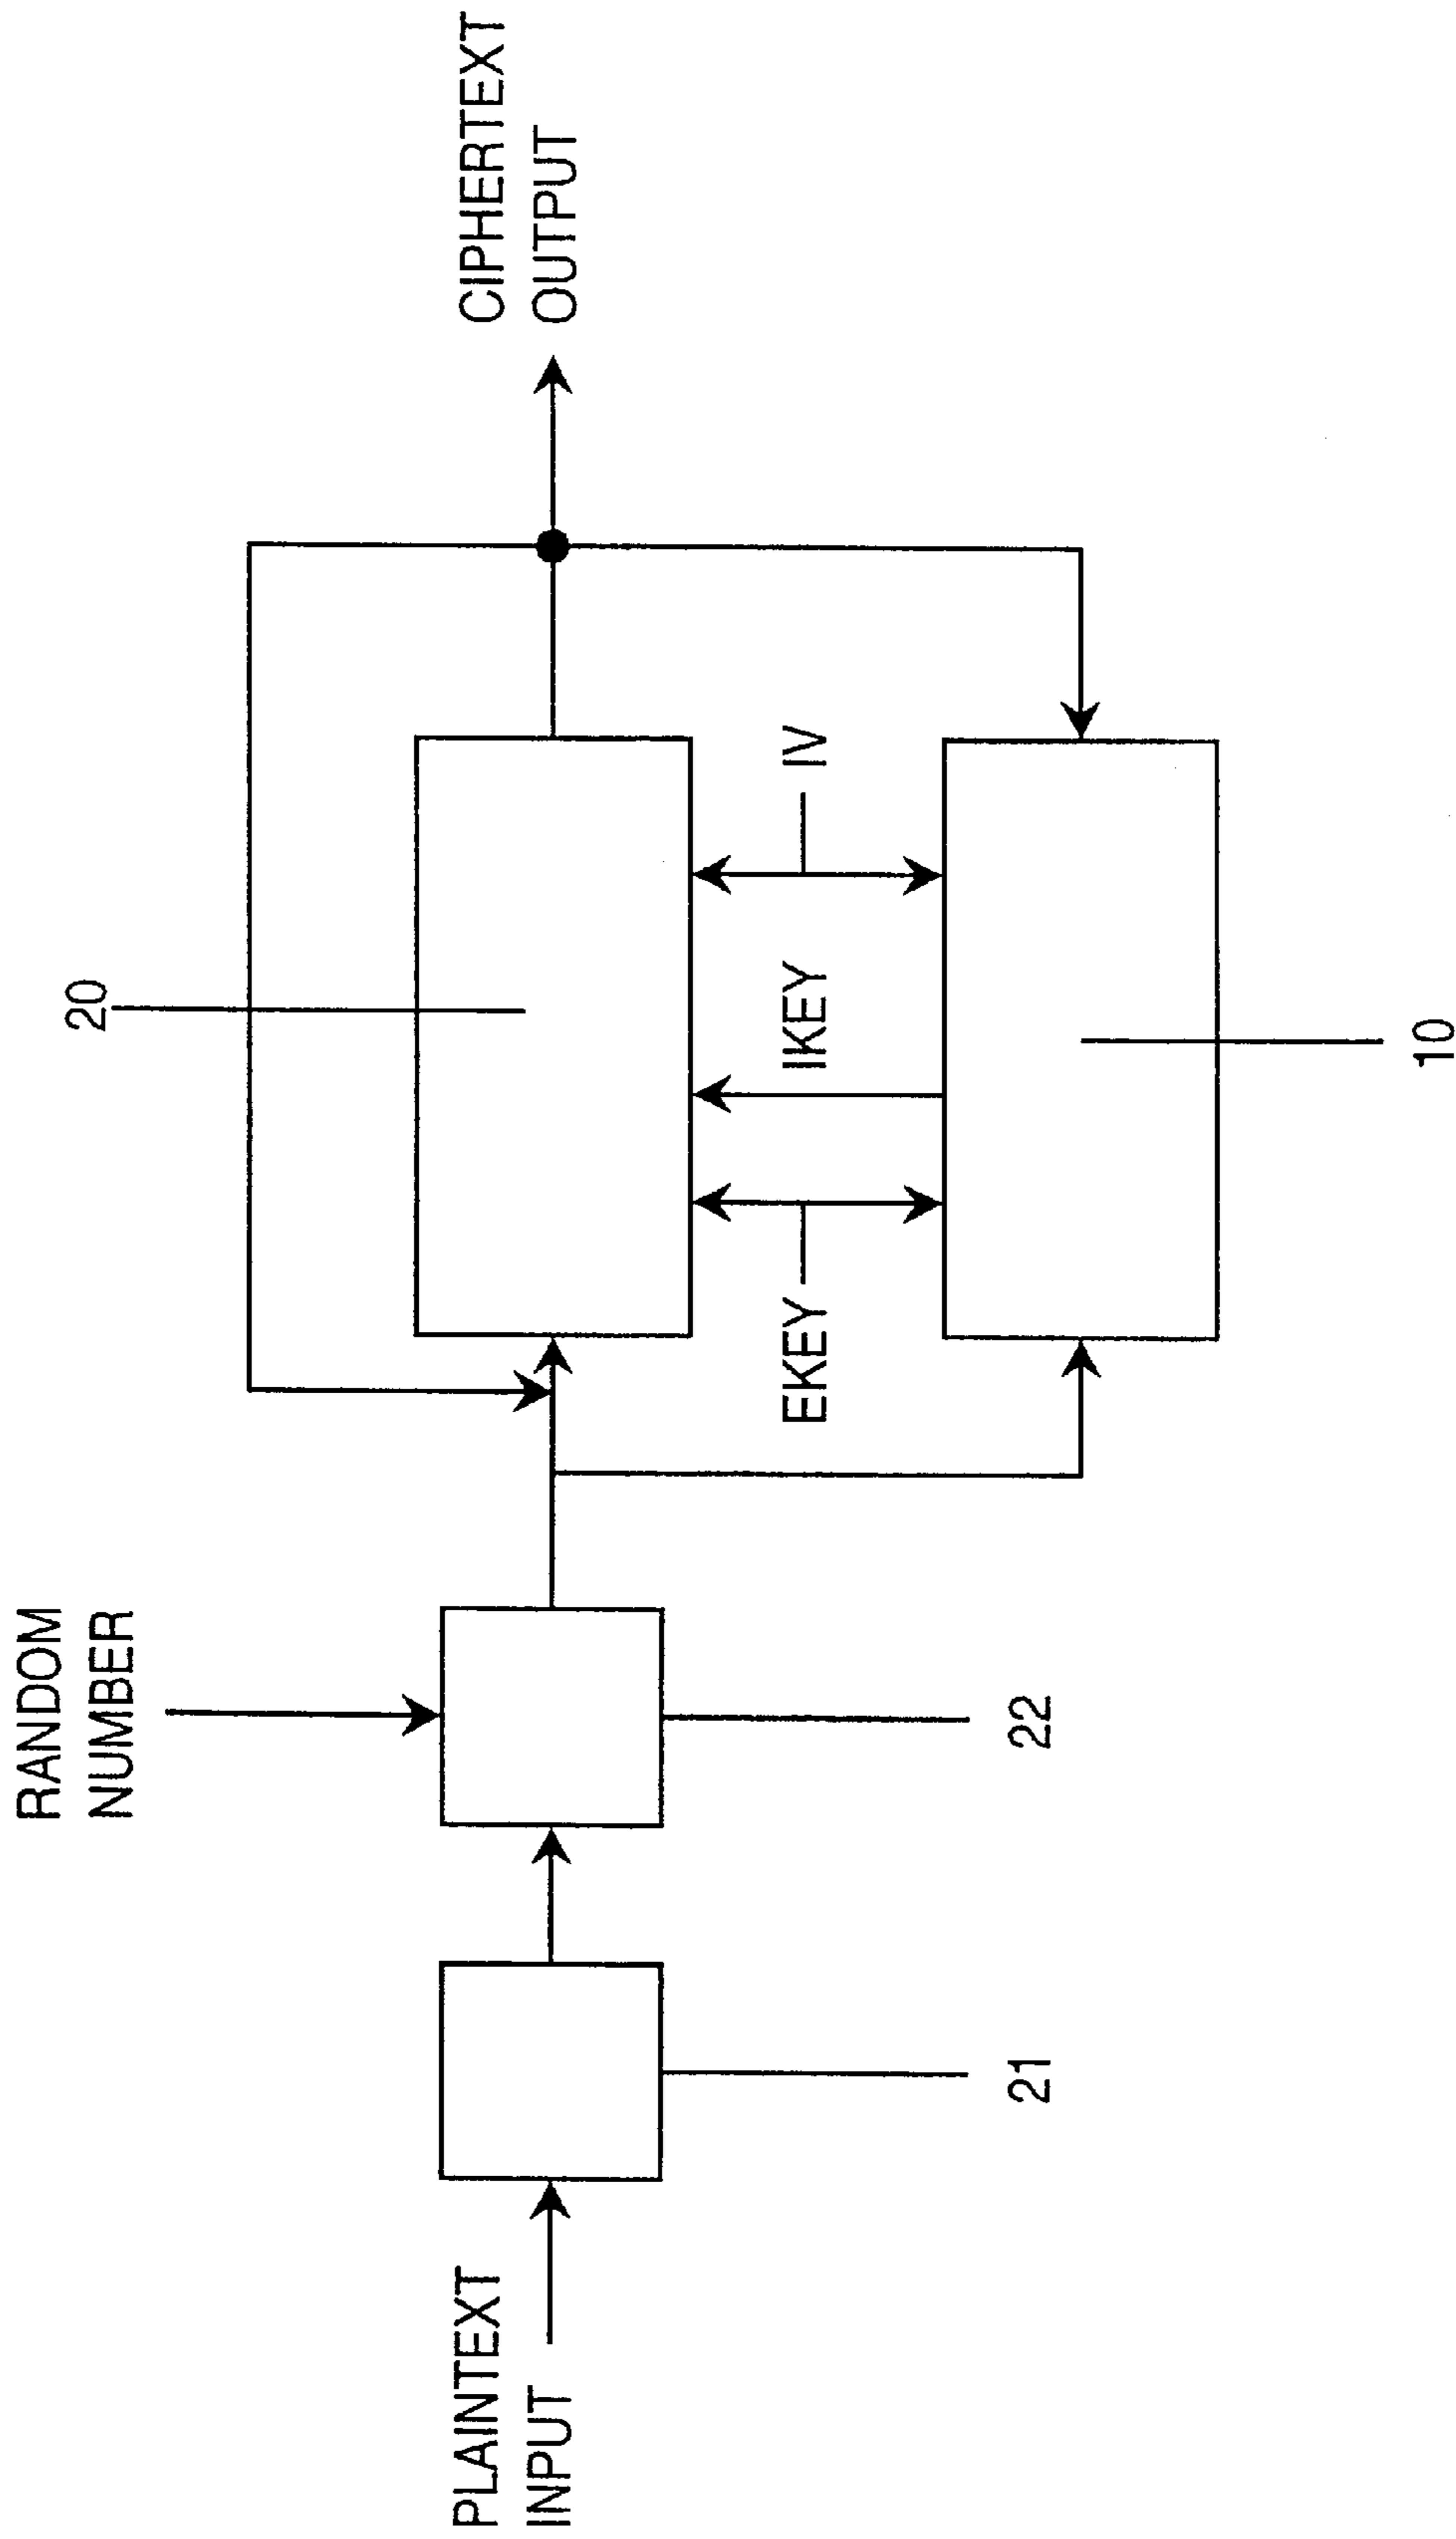 RANDOM
NUMBER
20
CIPHERTEXT
OUTPUT
PLAINTEXT
INPUT
EKEY
IKEY
IV
21
22
10